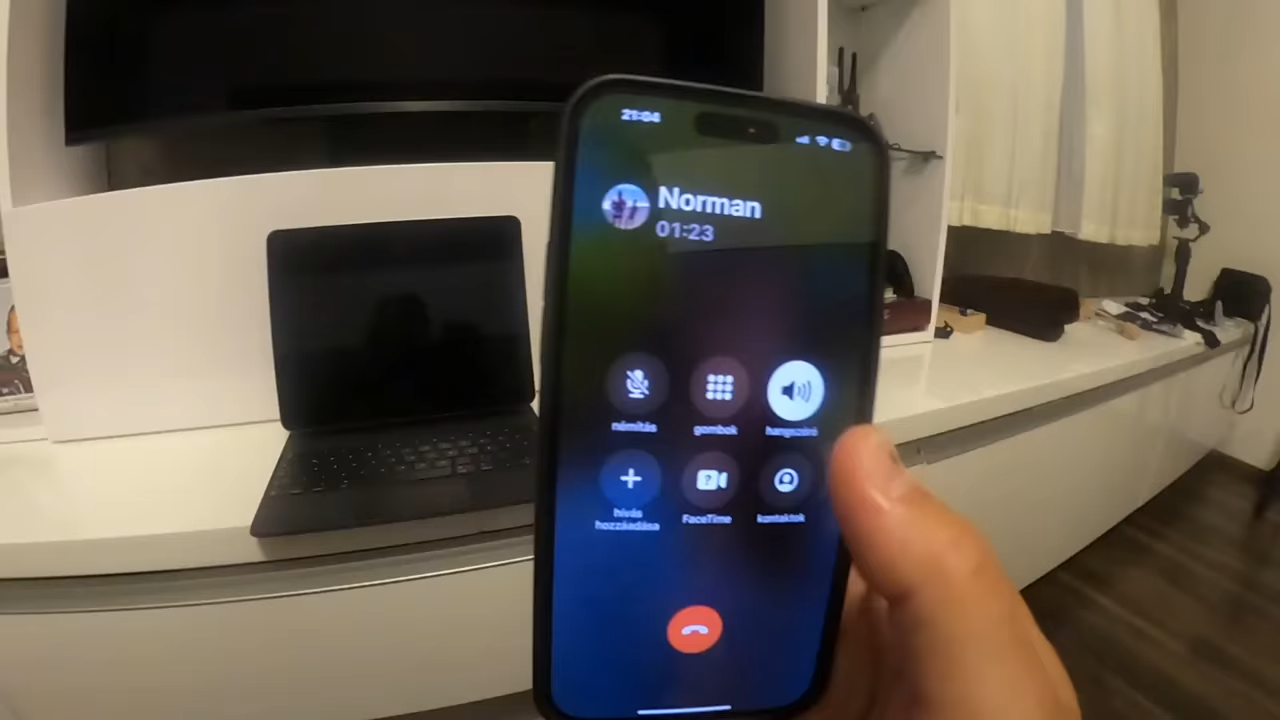 21:04
Norman
01:23
némítás
gombok
hangszóró
hívás
hozzáadása
FaceTime
kontaktok